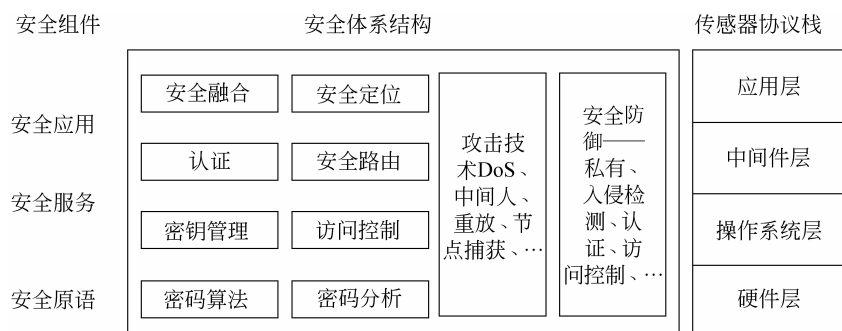 安全组件
安全体系结构
传感器协议栈
安全融合
安全定位
应用层
安全应用
认证
安全路由
中间件层
安全服务
密钥管理
访问控制
操作系统层
安全原语
密码算法
密码分析
硬件层
攻击技
术DoS、
中间人、
重放、节
点捕获、…
安全防
御——
私有、
入侵检
测、认
证、访
问控制、…